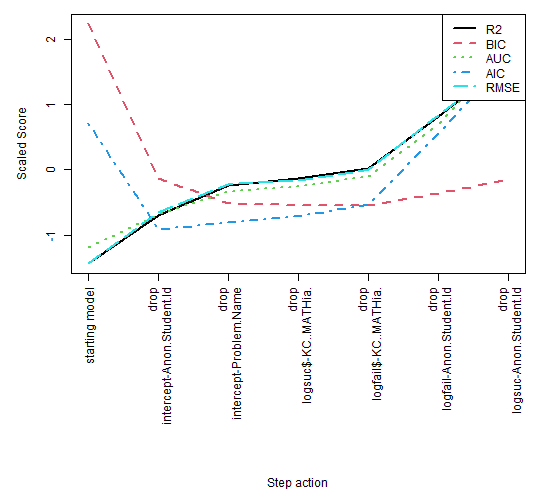 R2
BIC
AUC
AIC
RMSE
Scaled Score
2
1
0
-1
starting model
drop
intercept-Anon.Student.Id
drop
intercept-Problem.Name
drop
logsuc$-KC..MATHia.
drop
logfail$-KC..MATHia.
drop
logfail-Anon.Student.Id
drop
logsuc-Anon.Student.Id
Step action